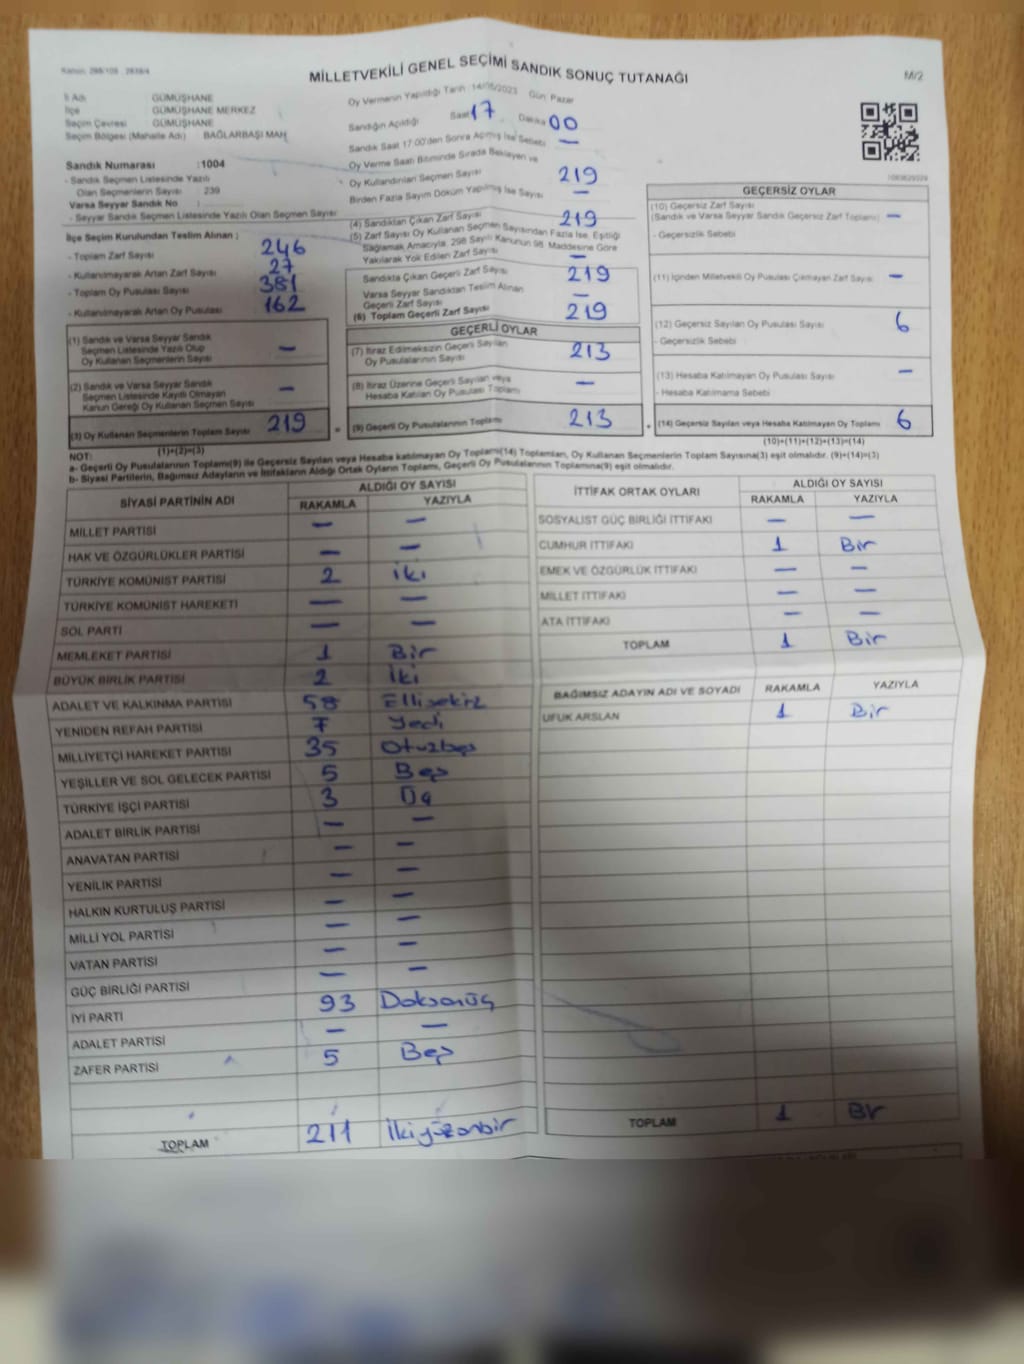 Kanun: 298/105 , 2839/4
MİLLETVEKİLİ GENEL SEÇİMİ SANDIK SONUÇ TUTANAĞI
M/2
İl Adı GÜMÜŞHANE
İlçe GÜMÜŞHANE MERKEZ
Seçim Çevresi GÜMÜŞHANE
Seçim Bölgesi (Mahalle Adı) BAĞLARBAŞI MAH
Sandık Numarası :1004
- Sandık Seçmen Listesinde Yazılı
Olan Seçmenlerin Sayısı : 239
Varsa Seyyar Sandık No :
- Seyyar Sandık Seçmen Listesinde Yazılı Olan Seçmen Sayısı
İlçe Seçim Kurulundan Teslim Alınan ;
- Toplam Zarf Sayısı 246
- Kullanılmayarak Artan Zarf Sayısı 27
- Toplam Oy Pusulası Sayısı 381
- Kullanılmayarak Artan Oy Pusulası 162
(1) Sandık ve Varsa Seyyar Sandık
Seçmen Listesinde Yazılı Olup
Oy Kullanan Seçmenlerin Sayısı —
(2) Sandık ve Varsa Seyyar Sandık
Seçmen Listesinde Kayıtlı Olmayan
Kanun Gereği Oy Kullanan Seçmen Sayısı —
(3) Oy Kullanan Seçmenlerin Toplam Sayısı 219
(1)+(2)=(3)
Oy Vermenin Yapıldığı Tarih : 14/05/2023 Gün: Pazar
Sandığın Açıldığı Saat 17 Dakika 00
Sandık Saat 17:00'den Sonra Açılmış İse Sebebi —
Oy Verme Saati Bitiminde Sırada Bekleyen ve
Oy Kullandırılan Seçmen Sayısı 219
Birden Fazla Sayım Döküm Yapılmış İse Sayısı —
(4) Sandıktan Çıkan Zarf Sayısı 219
(5) Zarf Sayısı Oy Kullanan Seçmen Sayısından Fazla İse, Eşitliği
Sağlamak Amacıyla, 298 Sayılı Kanunun 98. Maddesine Göre
Yakılarak Yok Edilen Zarf Sayısı —
Sandıkta Çıkan Geçerli Zarf Sayısı 219
Varsa Seyyar Sandıktan Teslim Alınan
Geçerli Zarf Sayısı —
(6) Toplam Geçerli Zarf Sayısı 219
GEÇERLİ OYLAR
(7) İtiraz Edilmeksizin Geçerli Sayılan
Oy Pusulalarının Sayısı 213
(8) İtiraz Üzerine Geçerli Sayılan veya
Hesaba Katılan Oy Pusulası Toplamı —
(9) Geçerli Oy Pusulalarının Toplamı 213
GEÇERSİZ OYLAR
(10) Geçersiz Zarf Sayısı
(Sandık ve Varsa Seyyar Sandık Geçersiz Zarf Toplamı) —
- Geçersizlik Sebebi
(11) İçinden Milletvekili Oy Pusulası Çıkmayan Zarf Sayısı —
(12) Geçersiz Sayılan Oy Pusulası Sayısı 6
- Geçersizlik Sebebi
(13) Hesaba Katılmayan Oy Pusulası Sayısı —
- Hesaba Katılmama Sebebi
(14) Geçersiz Sayılan veya Hesaba Katılmayan Oy Toplamı 6
(10)+(11)+(12)+(13)=(14)
NOT:
a- Geçerli Oy Pusulalarının Toplamı(9) ile Geçersiz Sayılan veya Hesaba katılmayan Oy Toplamı(14) Toplamları, Oy Kullanan Seçmenlerin Toplam Sayısına(3) eşit olmalıdır. (9)+(14)=(3)
b- Siyasi Partilerin, Bağımsız Adayların ve İttifakların Aldığı Ortak Oyların Toplamı, Geçerli Oy Pusulalarının Toplamına(9) eşit olmalıdır.
SİYASİ PARTİNİN ADI ALDIĞI OY SAYISI
RAKAMLA YAZIYLA
MİLLET PARTİSİ — —
HAK VE ÖZGÜRLÜKLER PARTİSİ — —
TÜRKİYE KOMÜNİST PARTİSİ 2 iki
TÜRKİYE KOMÜNİST HAREKETİ — —
SOL PARTİ — —
MEMLEKET PARTİSİ 1 Bir
BÜYÜK BİRLİK PARTİSİ 2 İki
ADALET VE KALKINMA PARTİSİ 58 Ellisekiz
YENİDEN REFAH PARTİSİ 7 Yedi
MİLLİYETÇİ HAREKET PARTİSİ 35 Otuzbeş
YEŞİLLER VE SOL GELECEK PARTİSİ 5 Beş
TÜRKİYE İŞÇİ PARTİSİ 3 Üç
ADALET BİRLİK PARTİSİ — —
ANAVATAN PARTİSİ — —
YENİLİK PARTİSİ — —
HALKIN KURTULUŞ PARTİSİ — —
MİLLİ YOL PARTİSİ — —
VATAN PARTİSİ — —
GÜÇ BİRLİĞİ PARTİSİ — —
İYİ PARTİ 93 Doksanüç
ADALET PARTİSİ — —
ZAFER PARTİSİ 5 Beş
TOPLAM 211 İkiyüzonbir
İTTİFAK ORTAK OYLARI ALDIĞI OY SAYISI
RAKAMLA YAZIYLA
SOSYALİST GÜÇ BİRLİĞİ İTTİFAKI — —
CUMHUR İTTİFAKI 1 Bir
EMEK VE ÖZGÜRLÜK İTTİFAKI — —
MİLLET İTTİFAKI — —
ATA İTTİFAKI — —
TOPLAM 1 Bir
BAĞIMSIZ ADAYIN ADI VE SOYADI RAKAMLA YAZIYLA
UFUK ARSLAN 1 Bir
TOPLAM 1 Bir